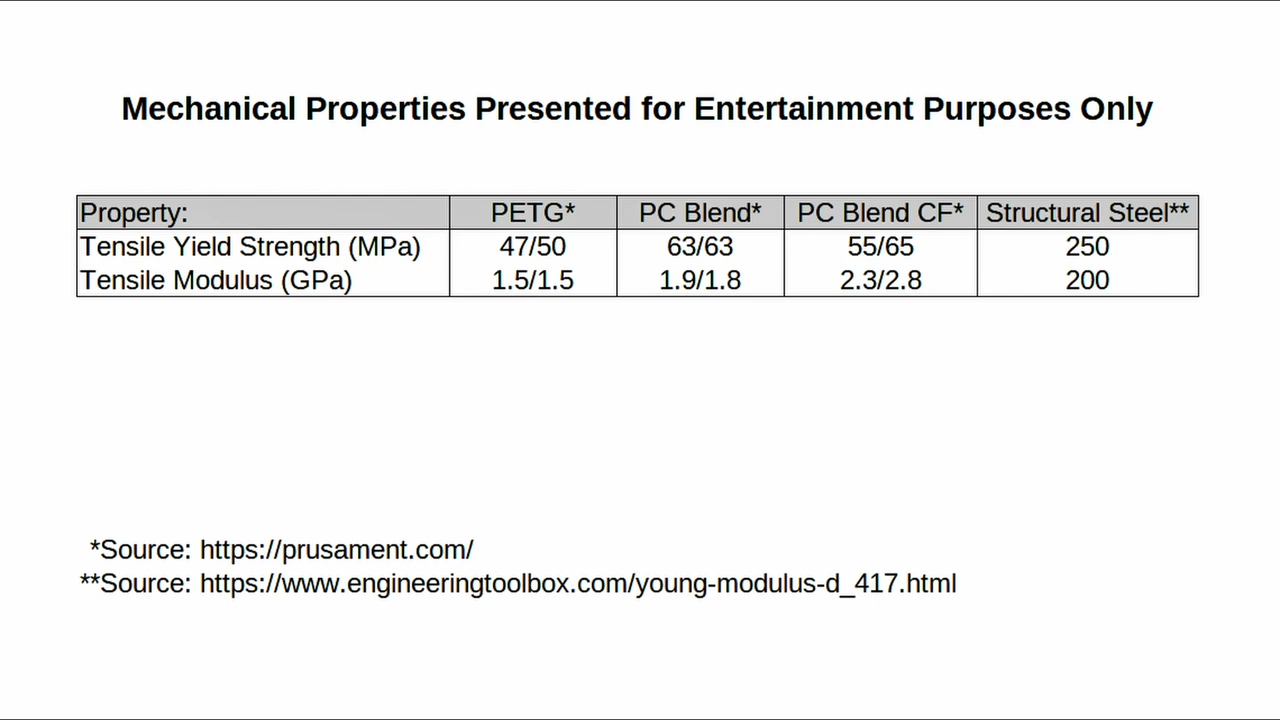 Mechanical Properties Presented for Entertainment Purposes Only
Property: PETG* PC Blend* PC Blend CF* Structural Steel**
Tensile Yield Strength (MPa) 47/50 63/63 55/65 250
Tensile Modulus (GPa) 1.5/1.5 1.9/1.8 2.3/2.8 200
*Source: https://prusament.com/
**Source: https://www.engineeringtoolbox.com/young-modulus-d_417.html